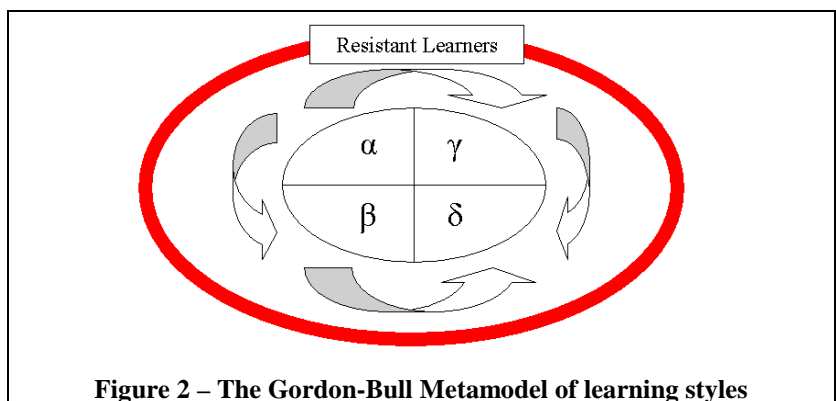 Resistant Learners
α γ
β δ
Figure 2 – The Gordon-Bull Metamodel of learning styles